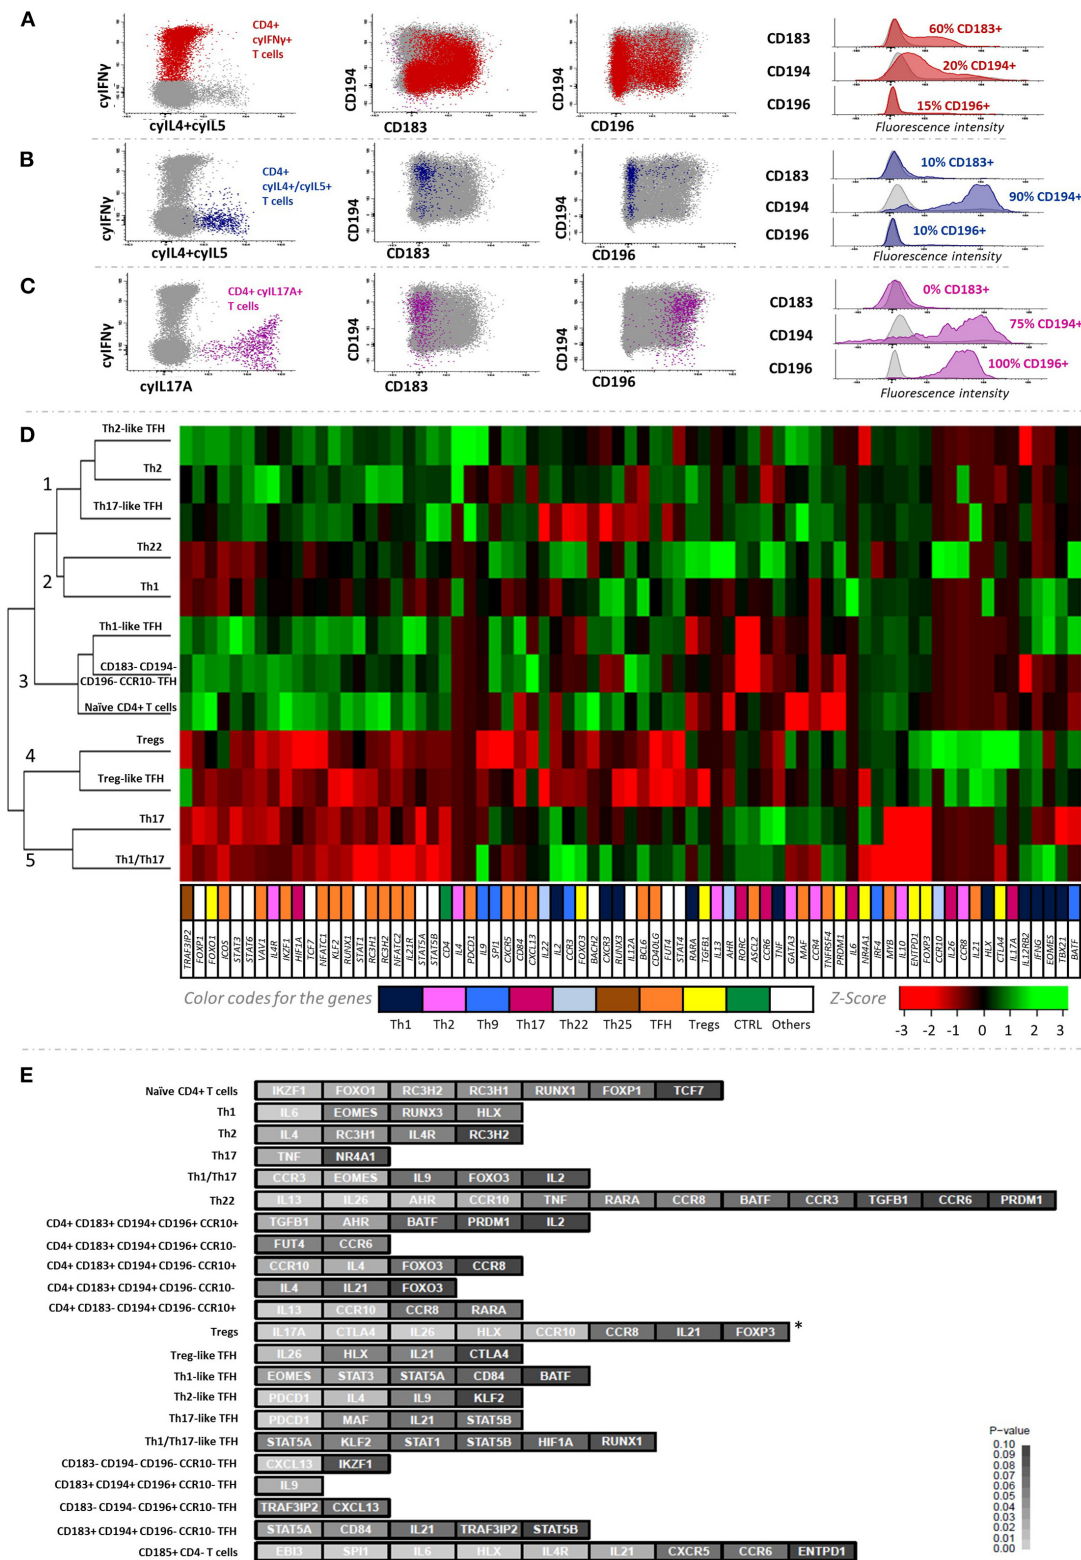 A
cyIFNγ
CD4+
cyIFNγ+
T cells
cyIL4+cyIL5
CD194
CD183
CD194
CD196
CD183
60% CD183+
CD194
20% CD194+
CD196
15% CD196+
Fluorescence intensity
B
cyIFNγ
CD4+
cyIL4+/cyIL5+
T cells
cyIL4+cyIL5
CD194
CD183
CD194
CD196
CD183
10% CD183+
CD194
90% CD194+
CD196
10% CD196+
Fluorescence intensity
C
cyIFNγ
CD4+ cyIL17A+
T cells
cyIL17A
CD194
CD183
CD194
CD196
CD183
0% CD183+
CD194
75% CD194+
CD196
100% CD196+
Fluorescence intensity
D
Th2-like TFH
1
Th2
Th17-like TFH
Th22
2
Th1
Th1-like TFH
3
CD183- CD194-
CD196- CCR10- TFH
Naïve CD4+ T cells
Tregs
4
Treg-like TFH
Th17
5
Th1/Th17
TRAF3IP2 FOXP1 FOXO1 ICOS STAT3 STAT6 VAV1 IL4R IKZF1 HIF1A TCF7 NFATC1 KLF2 RUNX1 STAT1 RC3H1 RC3H2 NFATC2 IL21R STAT5A STAT5B CD4 IL4 PDCD1 IL9 SPI1 CXCR5 CD84 CXCL13 IL22 IL2 CCR3 FOXO3 BACH2 CXCR3 RUNX3 IL12A BCL6 CD40LG FUT4 STAT4 RARA TGFB1 IL13 AHR RORC ASCL2 CCR6 TNF GATA3 MAF CCR4 TNFRSF4 PRDM1 IL6 NR4A1 IRF4 MYB IL10 ENTPD1 FOXP3 CCR10 IL26 CCR8 IL21 HLX CTLA4 IL17A IL12RB2 IFNG EOMES TBX21 BATF
Color codes for the genes
Th1 Th2 Th9 Th17 Th22 Th25 TFH Tregs CTRL Others
Z-Score
-3 -2 -1 0 1 2 3
E
Naïve CD4+ T cells IKZF1 FOXO1 RC3H2 RC3H1 RUNX1 FOXP1 TCF7
Th1 IL6 EOMES RUNX3 HLX
Th2 IL4 RC3H1 IL4R RC3H2
Th17 TNF NR4A1
Th1/Th17 CCR3 EOMES IL9 FOXO3 IL2
Th22 IL13 IL26 AHR CCR10 TNF RARA CCR8 BATF CCR3 TGFB1 CCR6 PRDM1
CD4+ CD183+ CD194+ CD196+ CCR10+ TGFB1 AHR BATF PRDM1 IL2
CD4+ CD183+ CD194+ CD196+ CCR10- FUT4 CCR6
CD4+ CD183+ CD194+ CD196- CCR10+ CCR10 IL4 FOXO3 CCR8
CD4+ CD183+ CD194+ CD196- CCR10- IL4 IL21 FOXO3
CD4+ CD183- CD194+ CD196- CCR10+ IL13 CCR10 CCR8 RARA
Tregs IL17A CTLA4 IL26 HLX CCR10 CCR8 IL21 FOXP3 *
Treg-like TFH IL26 HLX IL21 CTLA4
Th1-like TFH EOMES STAT3 STAT5A CD84 BATF
Th2-like TFH PDCD1 IL4 IL9 KLF2
Th17-like TFH PDCD1 MAF IL21 STAT5B
Th1/Th17-like TFH STAT5A KLF2 STAT1 STAT5B HIF1A RUNX1
CD183- CD194- CD196- CCR10- TFH CXCL13 IKZF1
CD183+ CD194+ CD196+ CCR10- TFH IL9
CD183- CD194- CD196+ CCR10- TFH TRAF3IP2 CXCL13
CD183+ CD194+ CD196- CCR10- TFH STAT5A CD84 IL21 TRAF3IP2 STAT5B
CD185+ CD4- T cells EBI3 SPI1 IL6 HLX IL4R IL21 CXCR5 CCR6 ENTPD1
P-value
0.10
0.09
0.08
0.07
0.06
0.05
0.04
0.03
0.02
0.01
0.00